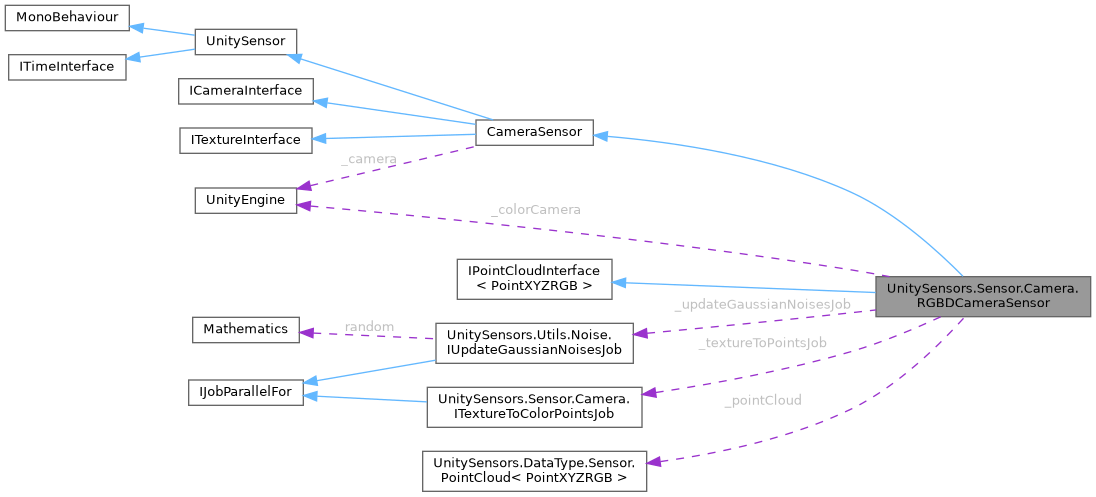 MonoBehaviour
UnitySensor
ITimeInterface
ICameraInterface
CameraSensor
ITextureInterface
_camera
UnityEngine
_colorCamera
IPointCloudInterface
< PointXYZRGB >
UnitySensors.Sensor.Camera.
RGBDCameraSensor
_updateGaussianNoisesJob
Mathematics
random
UnitySensors.Utils.Noise.
IUpdateGaussianNoisesJob
_textureToPointsJob
IJobParallelFor
UnitySensors.Sensor.Camera.
ITextureToColorPointsJob
_pointCloud
UnitySensors.DataType.Sensor.
PointCloud< PointXYZRGB >